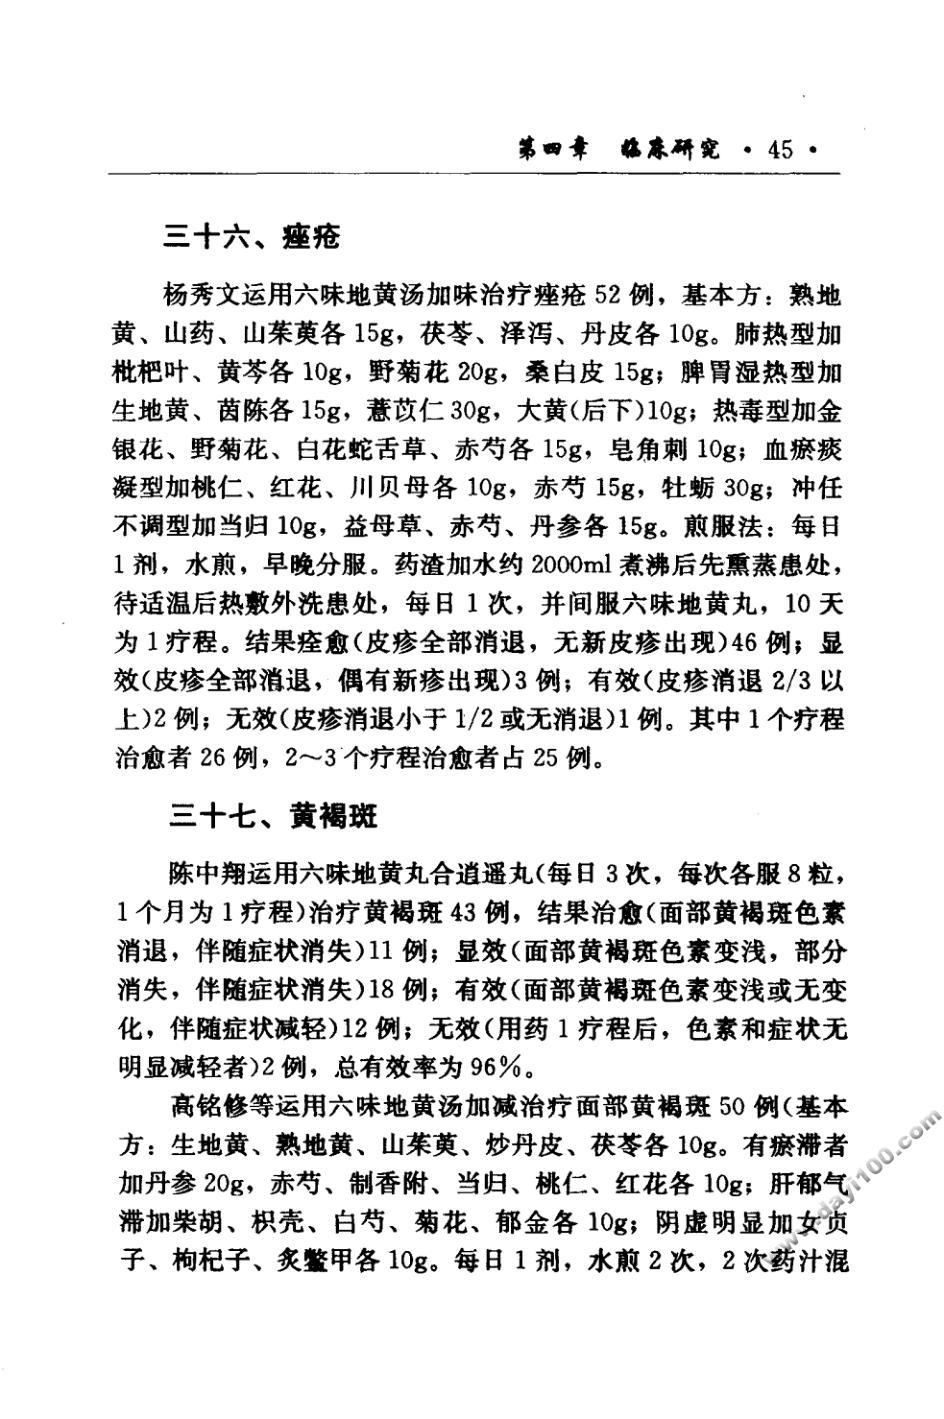 第四章 临床研究 · 45 ·
三十六、痤疮
杨秀文运用六味地黄汤加味治疗痤疮 52 例，基本方：熟地
黄、山药、山茱萸各 15g，茯苓、泽泻、丹皮各 10g。肺热型加
枇杷叶、黄芩各 10g，野菊花 20g，桑白皮 15g；脾胃湿热型加
生地黄、茵陈各 15g，薏苡仁 30g，大黄(后下)10g；热毒型加金
银花、野菊花、白花蛇舌草、赤芍各 15g，皂角刺 10g；血瘀痰
凝型加桃仁、红花、川贝母各 10g，赤芍 15g，牡蛎 30g；冲任
不调型加当归 10g，益母草、赤芍、丹参各 15g。煎服法：每日
1 剂，水煎，早晚分服。药渣加水约 2000ml 煮沸后先熏蒸患处，
待适温后热敷外洗患处，每日 1 次，并间服六味地黄丸，10 天
为 1 疗程。结果痊愈(皮疹全部消退，无新皮疹出现)46 例；显
效(皮疹全部消退，偶有新疹出现)3 例；有效(皮疹消退 2/3 以
上)2 例；无效(皮疹消退小于 1/2 或无消退)1 例。其中 1 个疗程
治愈者 26 例，2～3 个疗程治愈者占 25 例。
三十七、黄褐斑
陈中翔运用六味地黄丸合逍遥丸(每日 3 次，每次各服 8 粒，
1 个月为 1 疗程)治疗黄褐斑 43 例，结果治愈(面部黄褐斑色素
消退，伴随症状消失)11 例；显效(面部黄褐斑色素变浅，部分
消失，伴随症状消失)18 例；有效(面部黄褐斑色素变浅或无变
化，伴随症状减轻)12 例；无效(用药 1 疗程后，色素和症状无
明显减轻者)2 例，总有效率为 96%。
高铭修等运用六味地黄汤加减治疗面部黄褐斑 50 例(基本
方：生地黄、熟地黄、山茱萸、炒丹皮、茯苓各 10g。有瘀滞者
加丹参 20g，赤芍、制香附、当归、桃仁、红花各 10g；肝郁气
滞加柴胡、枳壳、白芍、菊花、郁金各 10g；阴虚明显加女贞
子、枸杞子、炙鳖甲各 10g。每日 1 剂，水煎 2 次，2 次药汁混
www.dayi100.com